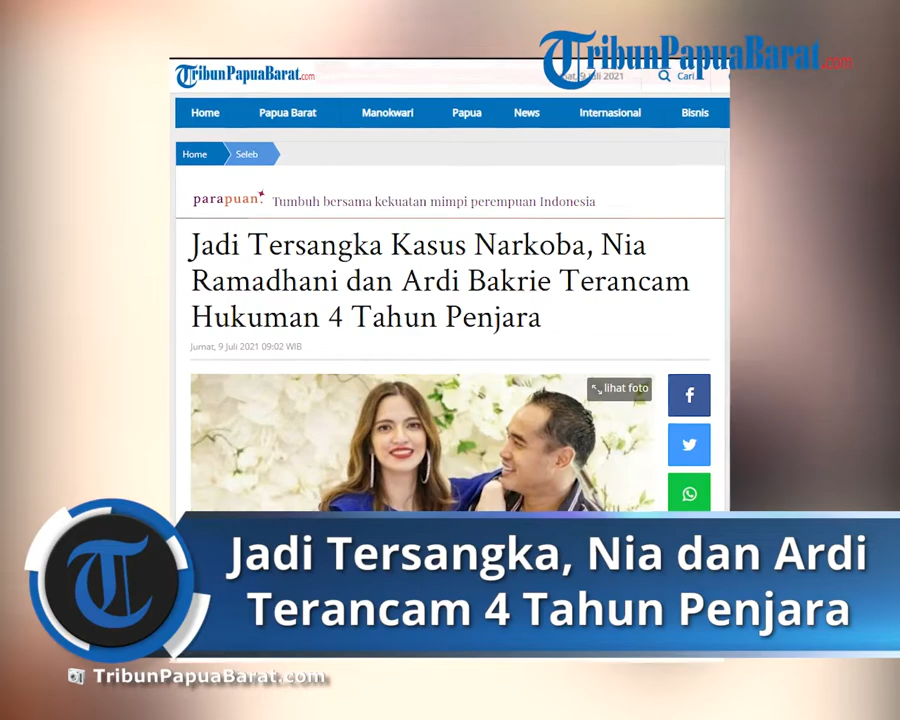 TribunPapuaBarat.com
TribunPapuaBarat.com
9 Juli 2021
Cari
Home Papua Barat Manokwari Papua News Internasional Bisnis
Home Seleb
parapuan. Tumbuh bersama kekuatan mimpi perempuan Indonesia
Jadi Tersangka Kasus Narkoba, Nia
Ramadhani dan Ardi Bakrie Terancam
Hukuman 4 Tahun Penjara
Jumat, 9 Juli 2021 09:02 WIB
lihat foto
Jadi Tersangka, Nia dan Ardi
Terancam 4 Tahun Penjara
T
TribunPapuaBarat.com